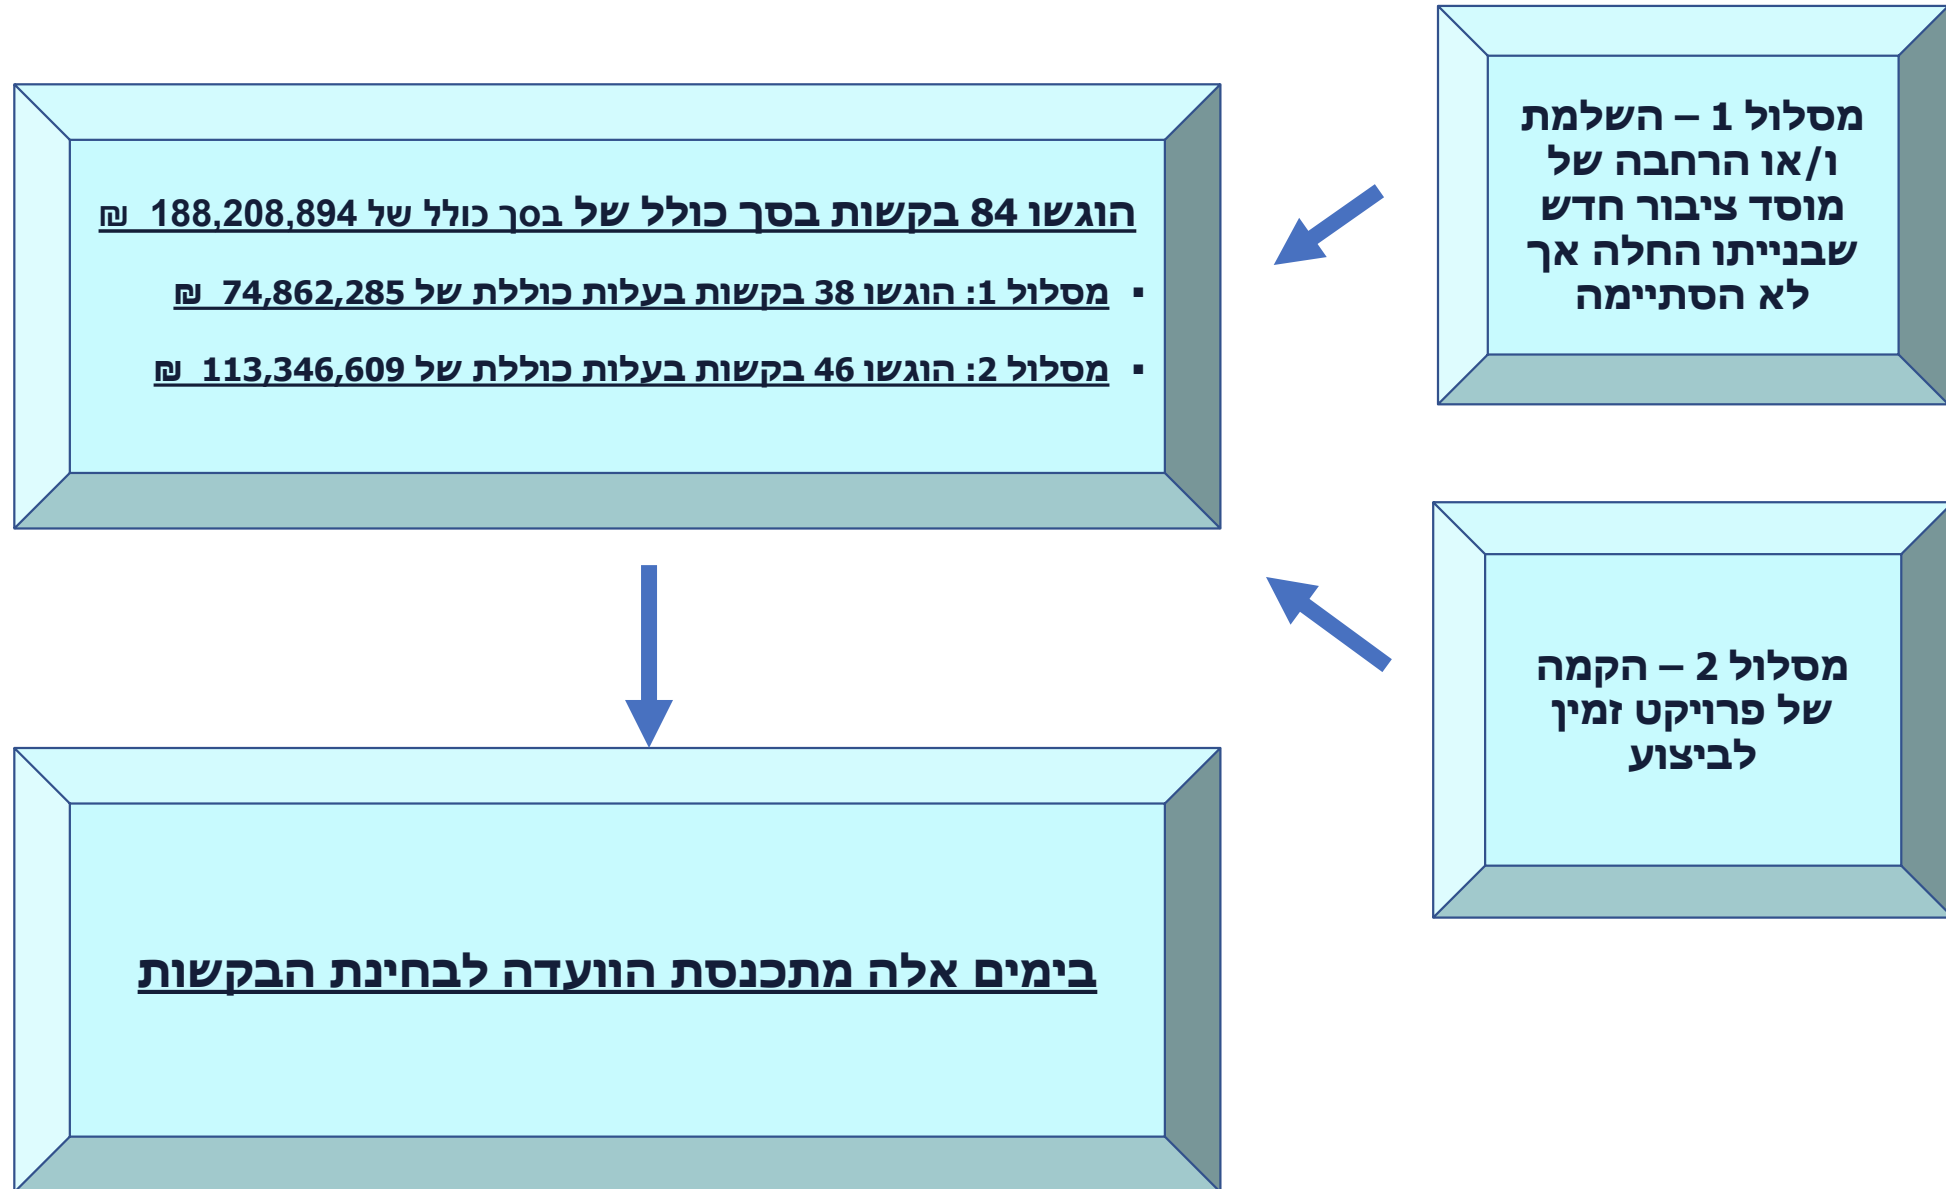 מסלול 1 – השלמת
ו/או הרחבה של
מוסד ציבור חדש
שבנייתו החלה אך
לא הסתיימה
הוגשו 84 בקשות בסך כולל של בסך כולל של 188,208,894 ₪
▪ מסלול 1: הוגשו 38 בקשות בעלות כוללת של 74,862,285 ₪
▪ מסלול 2: הוגשו 46 בקשות בעלות כוללת של 113,346,609 ₪
מסלול 2 – הקמה
של פרויקט זמין
לביצוע
בימים אלה מתכנסת הוועדה לבחינת הבקשות